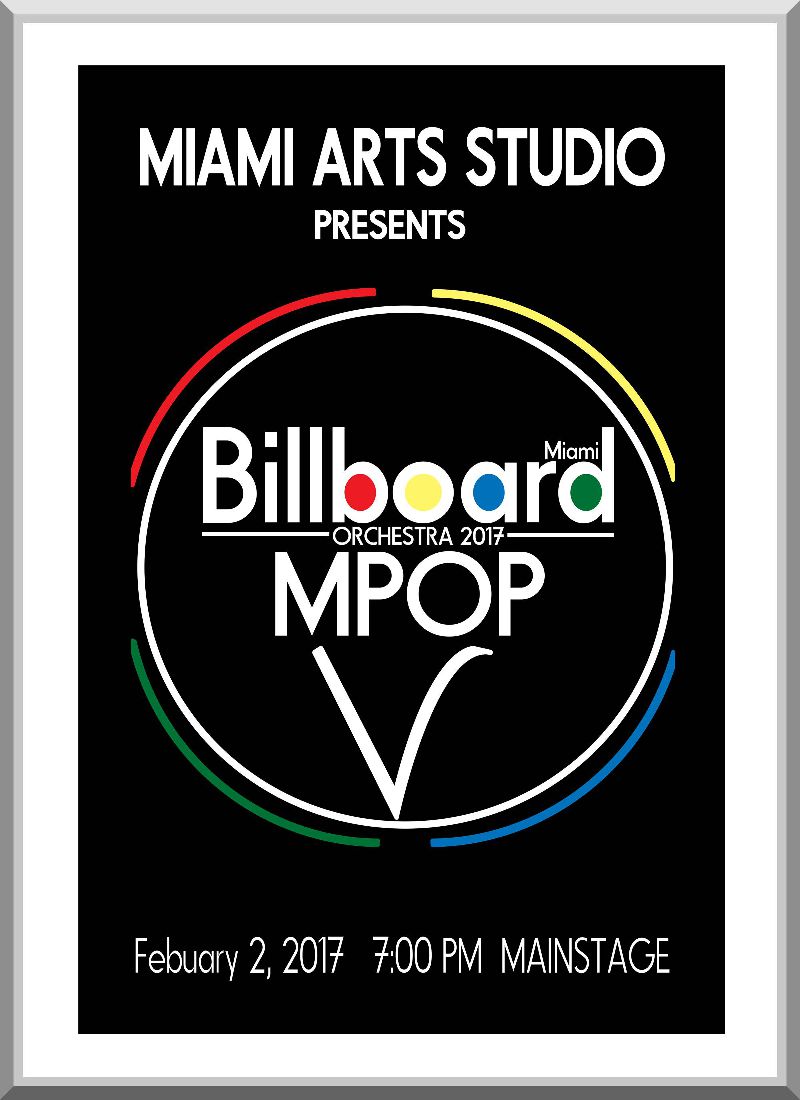 MIAMI ARTS STUDIO
PRESENTS
Miami
Billboard
ORCHESTRA 2017
MPOP
V
Febuary 2, 2017 7:00 PM MAINSTAGE